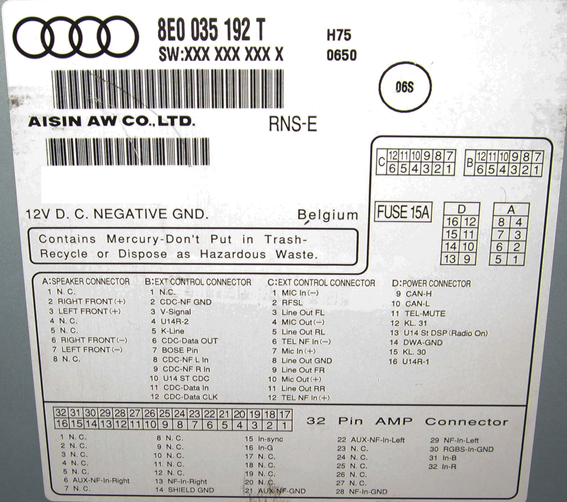 8E0 035 192 T
SW:XXX XXX XXX X
H75
0650
06S
AISIN AW CO.,LTD.
RNS-E
C 12 11 10 9 8 7
6 5 4 3 2 1
B 12 11 10 9 8 7
6 5 4 3 2 1
12V D. C. NEGATIVE GND.
Belgium
FUSE 15A
D
16 12
15 11
14 10
13 9
A
8 4
7 3
6 2
5 1
Contains Mercury-Don't Put in Trash-
Recycle or Dispose as Hazardous Waste.
A:SPEAKER CONNECTOR
1 N. C.
2 RIGHT FRONT(+)
3 LEFT FRONT(+)
4 N. C.
5 N. C.
6 RIGHT FRONT(-)
7 LEFT FRONT(-)
8 N. C.
B:EXT CONTROL CONNECTOR
1 N.C.
2 CDC-NF GND
3 V-Signal
4 U14R-2
5 K-Line
6 CDC-Data OUT
7 BOSE Pin
8 CDC-NF L In
9 CDC-NF R In
10 U14 ST CDC
11 CDC-Data In
12 CDC-Data CLK
C:EXT CONTROL CONNECTOR
1 MIC In(-)
2 RFSL
3 Line Out FL
4 MIC Out(-)
5 Line Out RL
6 TEL NF In(-)
7 Mic In(+)
8 Line Out GND
9 Line Out FR
10 Mic Out(+)
11 Line Out RR
12 TEL NF In(+)
D:POWER CONNECTOR
9 CAN-H
10 CAN-L
11 TEL-MUTE
12 KL. 31
13 U14 St DSP (Radio On)
14 DWA-GND
15 KL. 30
16 U14R-1
32 31 30 29 28 27 26 25 24 23 22 21 20 19 18 17
16 15 14 13 12 11 10 9 8 7 6 5 4 3 2 1
32 Pin AMP Connector
1 N. C.
2 N. C.
3 N. C.
4 N. C.
5 N. C.
6 AUX-NF-In-Right
7 N. C.
8 N. C.
9 N. C.
10 N. C.
11 N. C.
12 N. C.
13 NF-In-Right
14 SHIELD GND
15 In-sync
16 In-G
17 N. C.
18 N. C.
19 N. C.
20 N. C.
21 AUX-NF-GND
22 AUX-NF-In-Left
23 N. C.
24 N. C.
25 N. C.
26 N. C.
27 N. C.
28 NF-In-GND
29 NF-In-Left
30 RGBS-In-GND
31 In-B
32 In-R